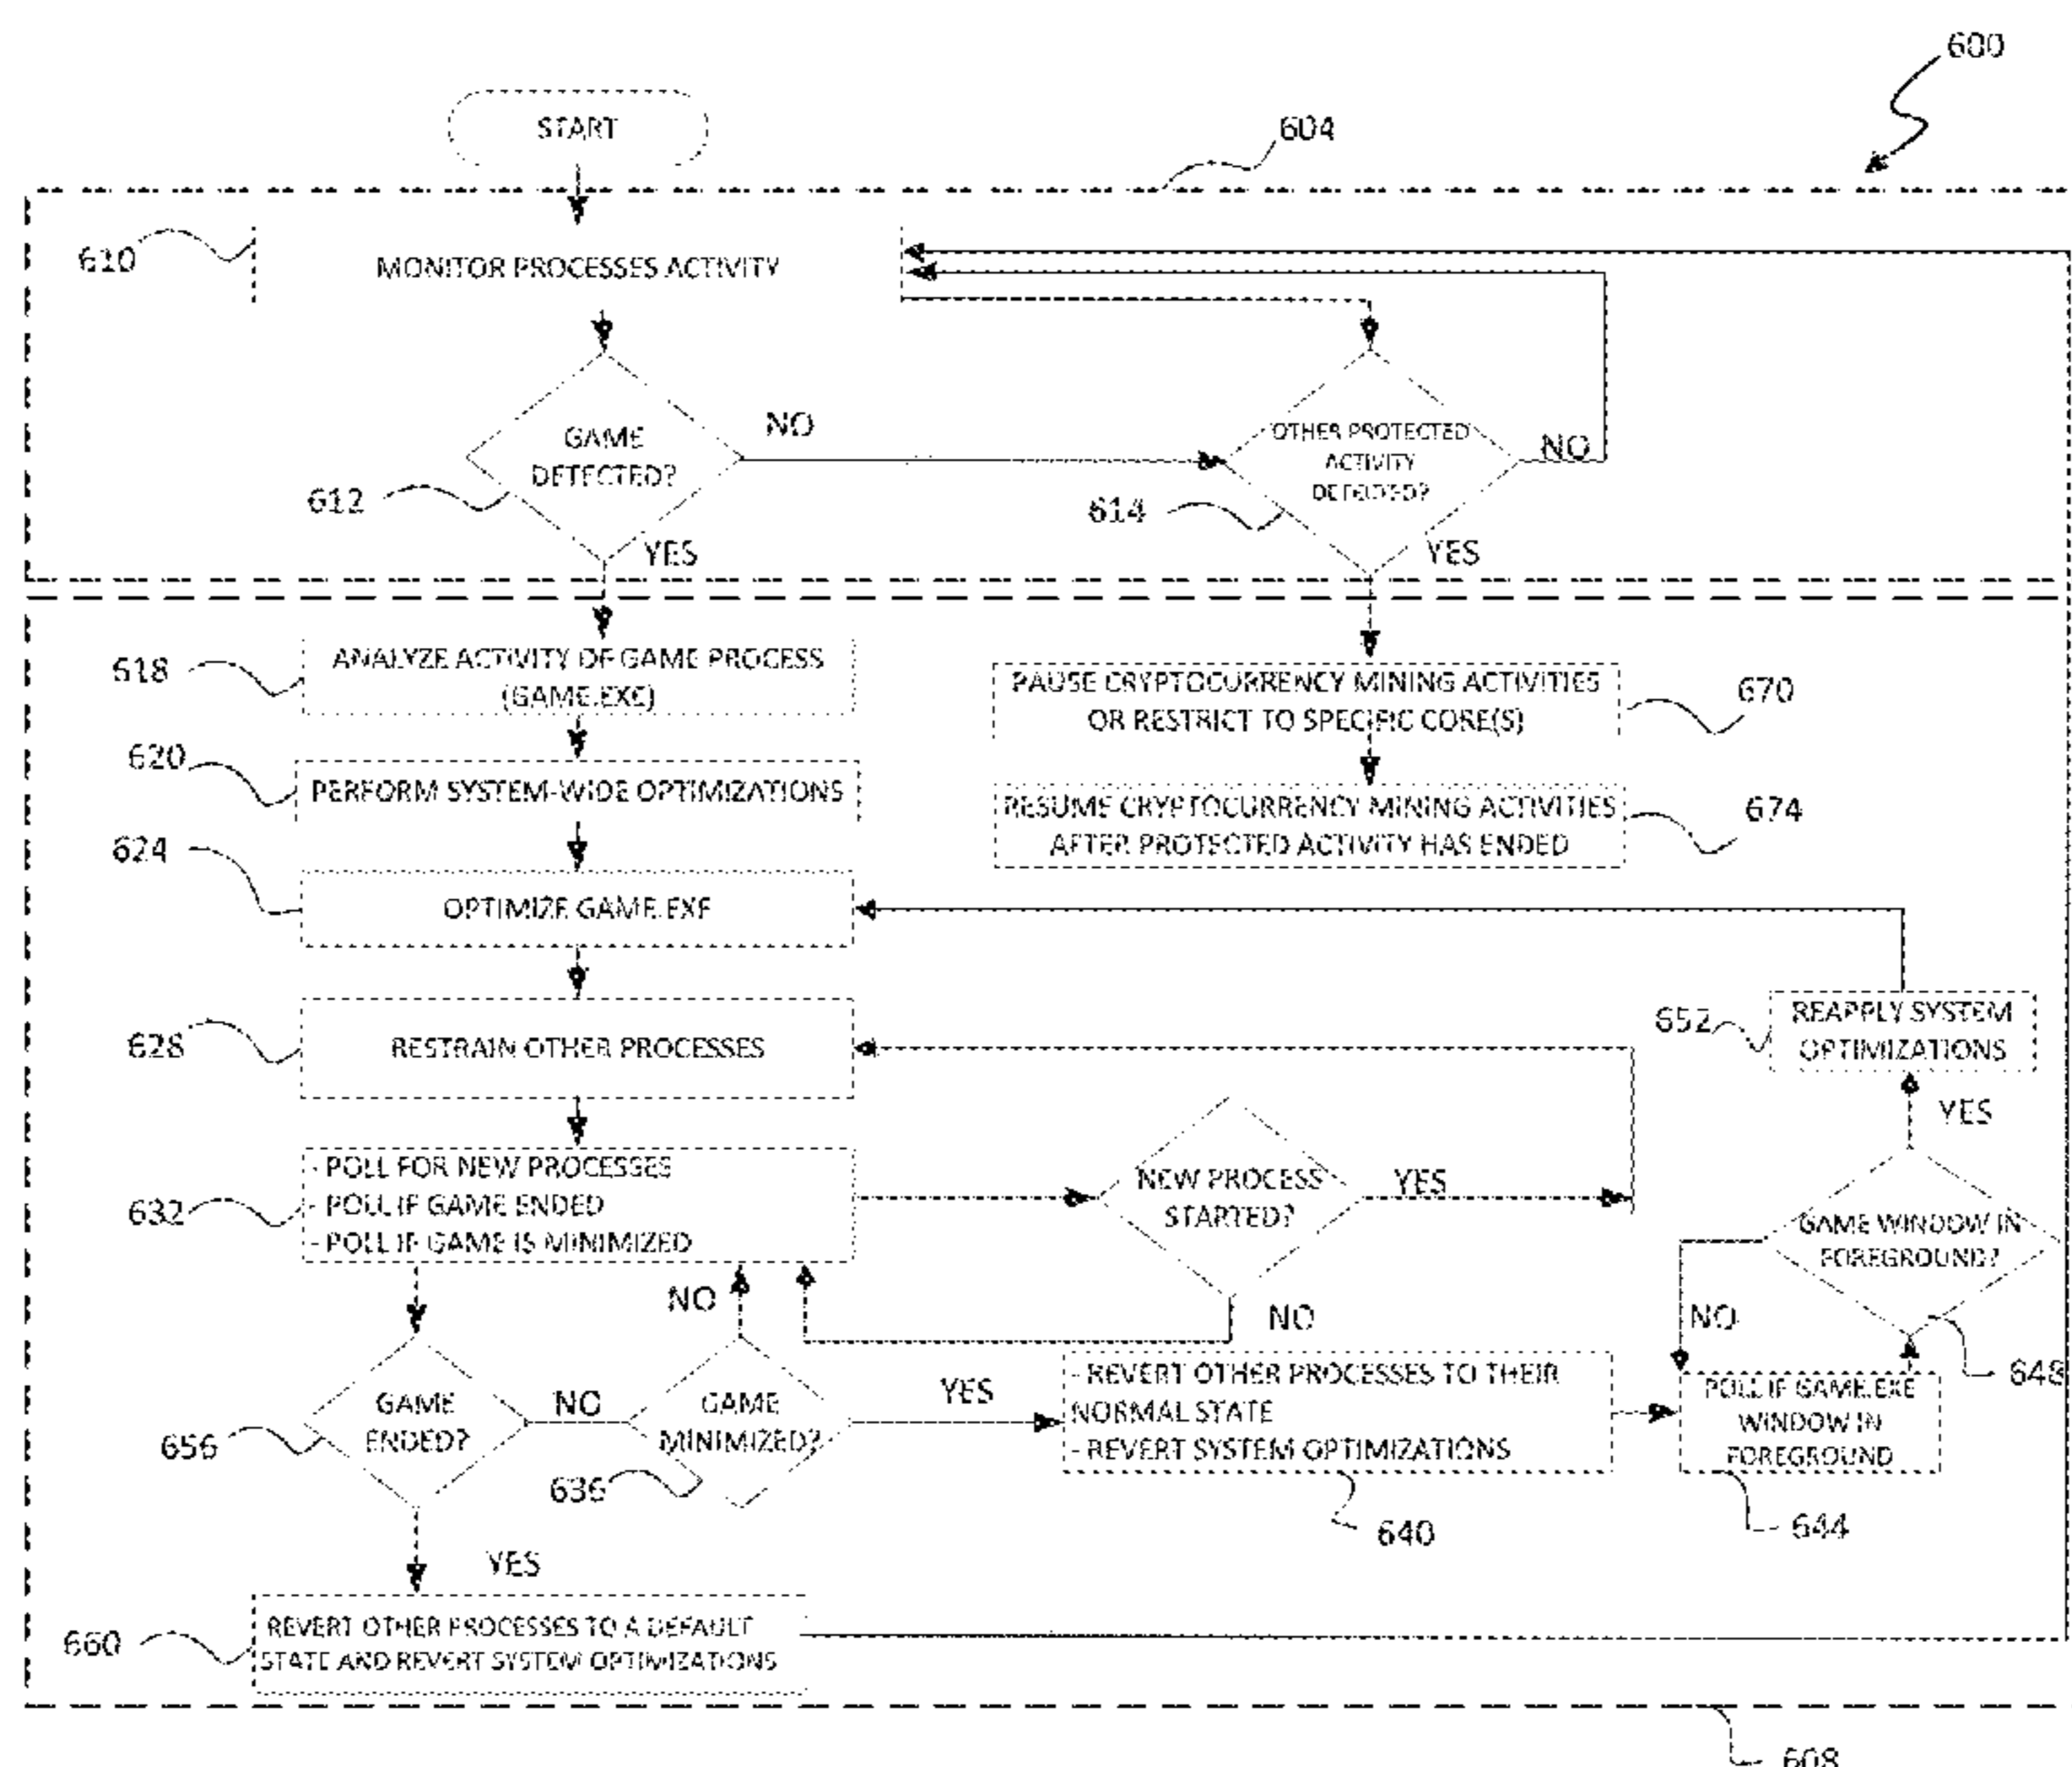 600
START
604
610
MONITOR PROCESSES ACTIVITY
GAME
DETECTED?
NO
612
YES
OTHER PROTECTED
ACTIVITY
DETECTED?
NO
614
YES
618
ANALYZE ACTIVITY OF GAME PROCESS
(GAME.EXE)
PAUSE CRYPTOCURRENCY MINING ACTIVITIES
OR RESTRICT TO SPECIFIC CORE(S)
670
620
PERFORM SYSTEM-WIDE OPTIMIZATIONS
RESUME CRYPTOCURRENCY MINING ACTIVITIES
AFTER PROTECTED ACTIVITY HAS ENDED
674
624
OPTIMIZE GAME.EXE
628
RESTRAIN OTHER PROCESSES
652
REAPPLY SYSTEM
OPTIMIZATIONS
YES
632
- POLL FOR NEW PROCESSES
- POLL IF GAME ENDED
- POLL IF GAME IS MINIMIZED
NEW PROCESS
STARTED?
YES
NO
GAME WINDOW IN
FOREGROUND?
NO
648
NO
GAME
ENDED?
656
NO
GAME
MINIMIZED?
636
YES
- REVERT OTHER PROCESSES TO THEIR
NORMAL STATE
- REVERT SYSTEM OPTIMIZATIONS
640
POLL IF GAME.EXE
WINDOW IN
FOREGROUND
644
YES
660
REVERT OTHER PROCESSES TO A DEFAULT
STATE AND REVERT SYSTEM OPTIMIZATIONS
608